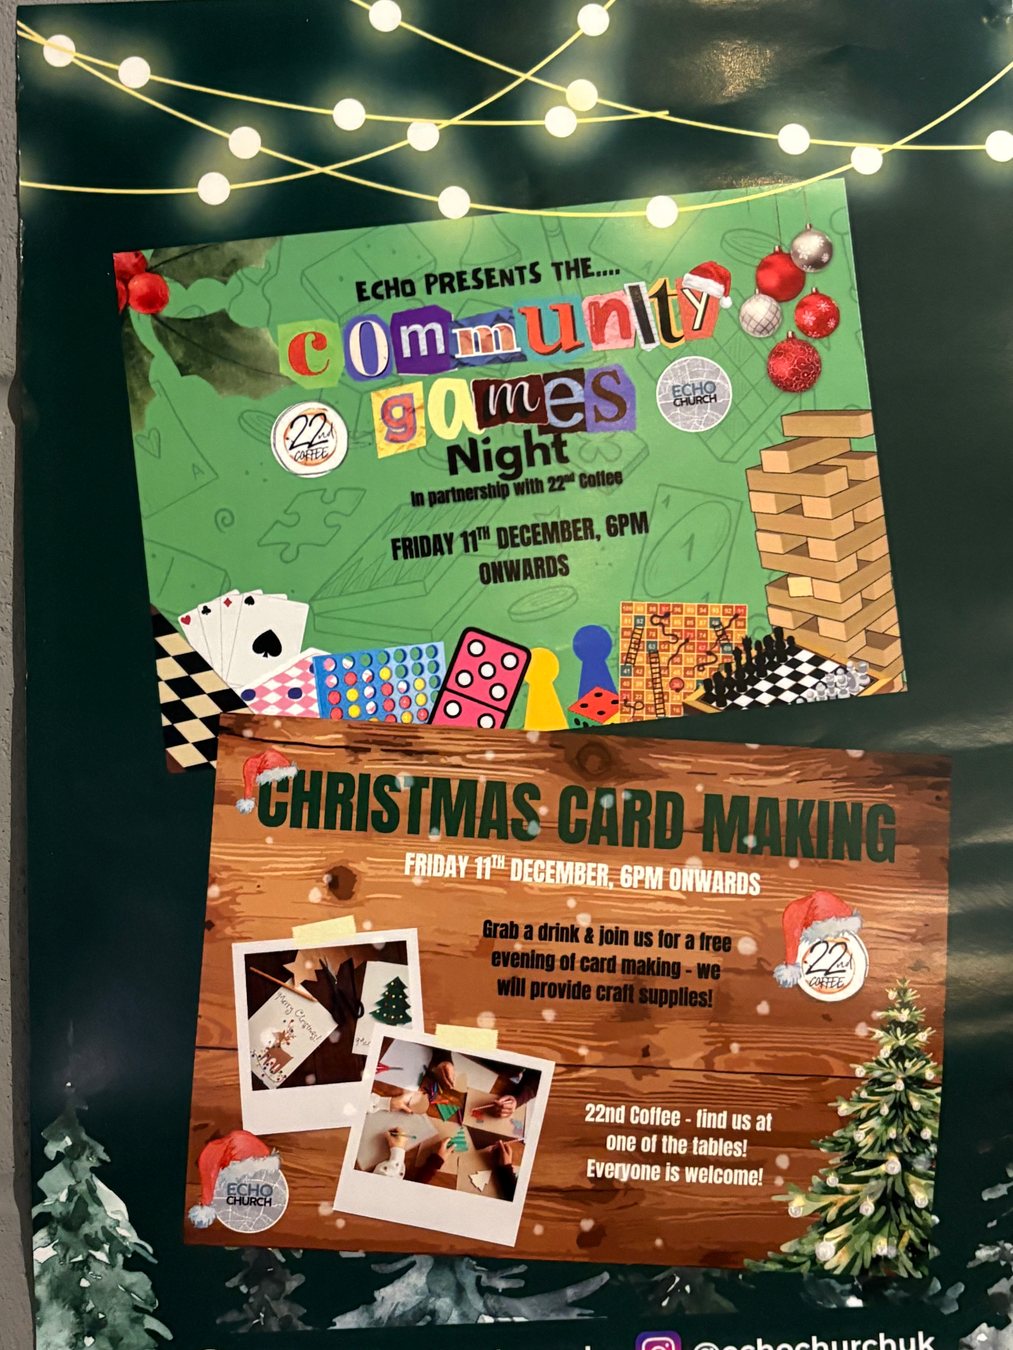 ECHO PRESENTS THE....
community
games
Night
In partnership with 22nd Coffee
FRIDAY 11TH DECEMBER, 6PM
ONWARDS
22nd
COFFEE
ECHO
CHURCH
CHRISTMAS CARD MAKING
FRIDAY 11TH DECEMBER, 6PM ONWARDS
Grab a drink & join us for a free
evening of card making - we
will provide craft supplies!
22nd
COFFEE
Merry Christmas!
22nd Coffee - find us at
one of the tables!
Everyone is welcome!
ECHO
CHURCH
@echochurchuk